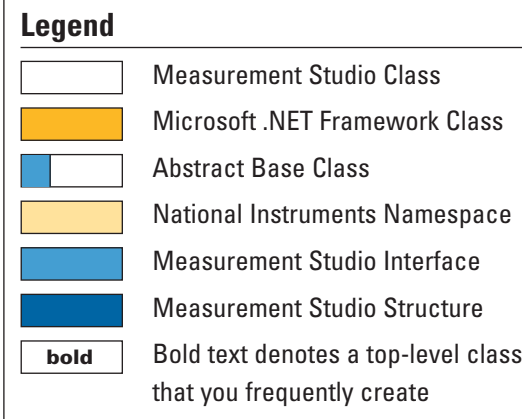 Legend
Measurement Studio Class
Microsoft .NET Framework Class
Abstract Base Class
National Instruments Namespace
Measurement Studio Interface
Measurement Studio Structure
bold Bold text denotes a top-level class
that you frequently create